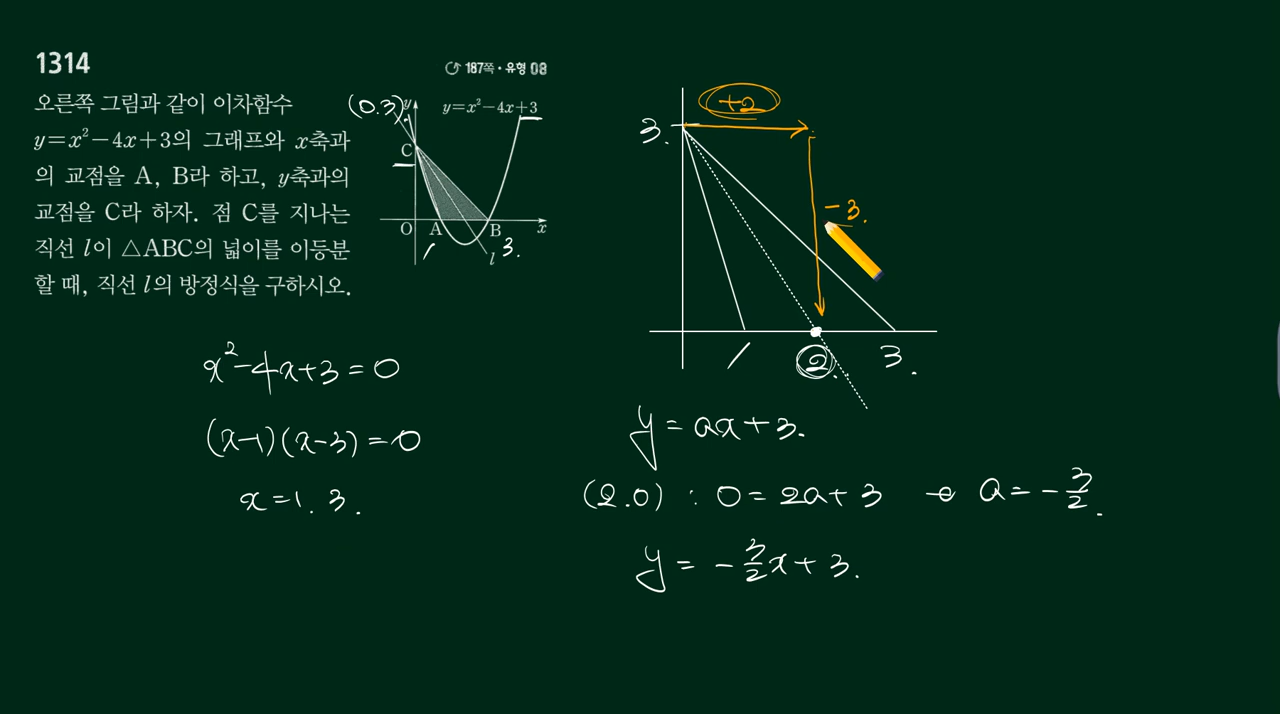 1314
187쪽 • 유형 08
오른쪽 그림과 같이 이차함수
y=x²-4x+3의 그래프와 x축과
의 교점을 A, B라 하고, y축과의
교점을 C라 하자. 점 C를 지나는
직선 l이 △ABC의 넓이를 이등분
할 때, 직선 l의 방정식을 구하시오.
(0.3)
y
y=x²-4x+3
C
O A B x
1 l 3.
x²-4x+3=0
(x-1)(x-3)=0
x=1. 3.
+2
3.
-3.
1 2. 3.
y=ax+3.
(2.0) : 0=2a+3 → a=-3/2.
y=-3/2x+3.